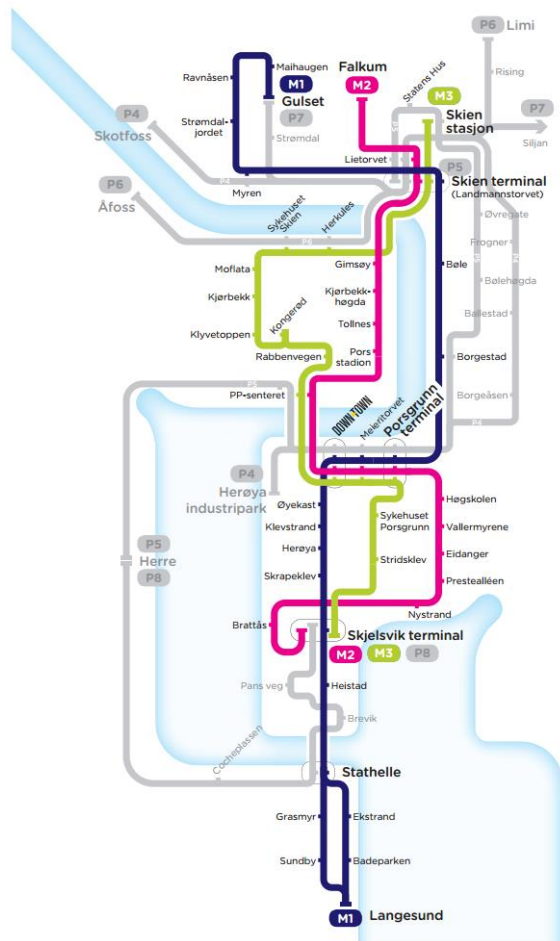 P6 Limi
Rising
Maihaugen
Ravnåsen
M1
Gulset
P7
Falkum
M2
Statens Hus
M3
Skien
stasjon
P7
Siljan
P4
Skotfoss
Strømdal-
jordet
Strømdal
Lietorvet
P5
P5
Skien terminal
(Landmannstorvet)
P4
Myren
P6
Åfoss
Sykehuset
Skien
Herkules
P6
Øvregate
Frogner
Moflata
Gimsøy
Bøle
Bølehøgda
Kjørbekk
Kjørbekk-
høgda
Ballestad
Klyvetoppen
Kongerød
Tollnes
Rabbenvegen
Pors
stadion
Borgestad
P5
PP-senteret
DOWNTOWN
Meieritorvet
Porsgrunn
terminal
Borgeåsen
P4
P4
Herøya
industripark
Øyekast
Klevstrand
Herøya
Skrapeklev
Sykehuset
Porsgrunn
Stridsklev
Høgskolen
Vallermyrene
Eidanger
Prestealléen
Nystrand
P5
Herre
P8
Brattås
Skjelsvik terminal
M2 M3 P8
Pans veg
Heistad
Brevik
Cocheplassen
Stathelle
Grasmyr
Ekstrand
Sundby
Badeparken
M1 Langesund